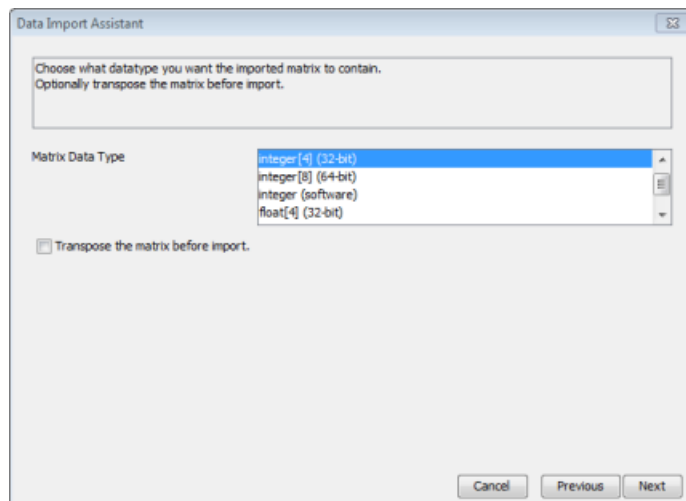 Data Import Assistant
Choose what datatype you want the imported matrix to contain.
Optionally transpose the matrix before import.
Matrix Data Type
integer[4] (32-bit)
integer[8] (64-bit)
integer (software)
float[4] (32-bit)
Transpose the matrix before import.
Cancel Previous Next